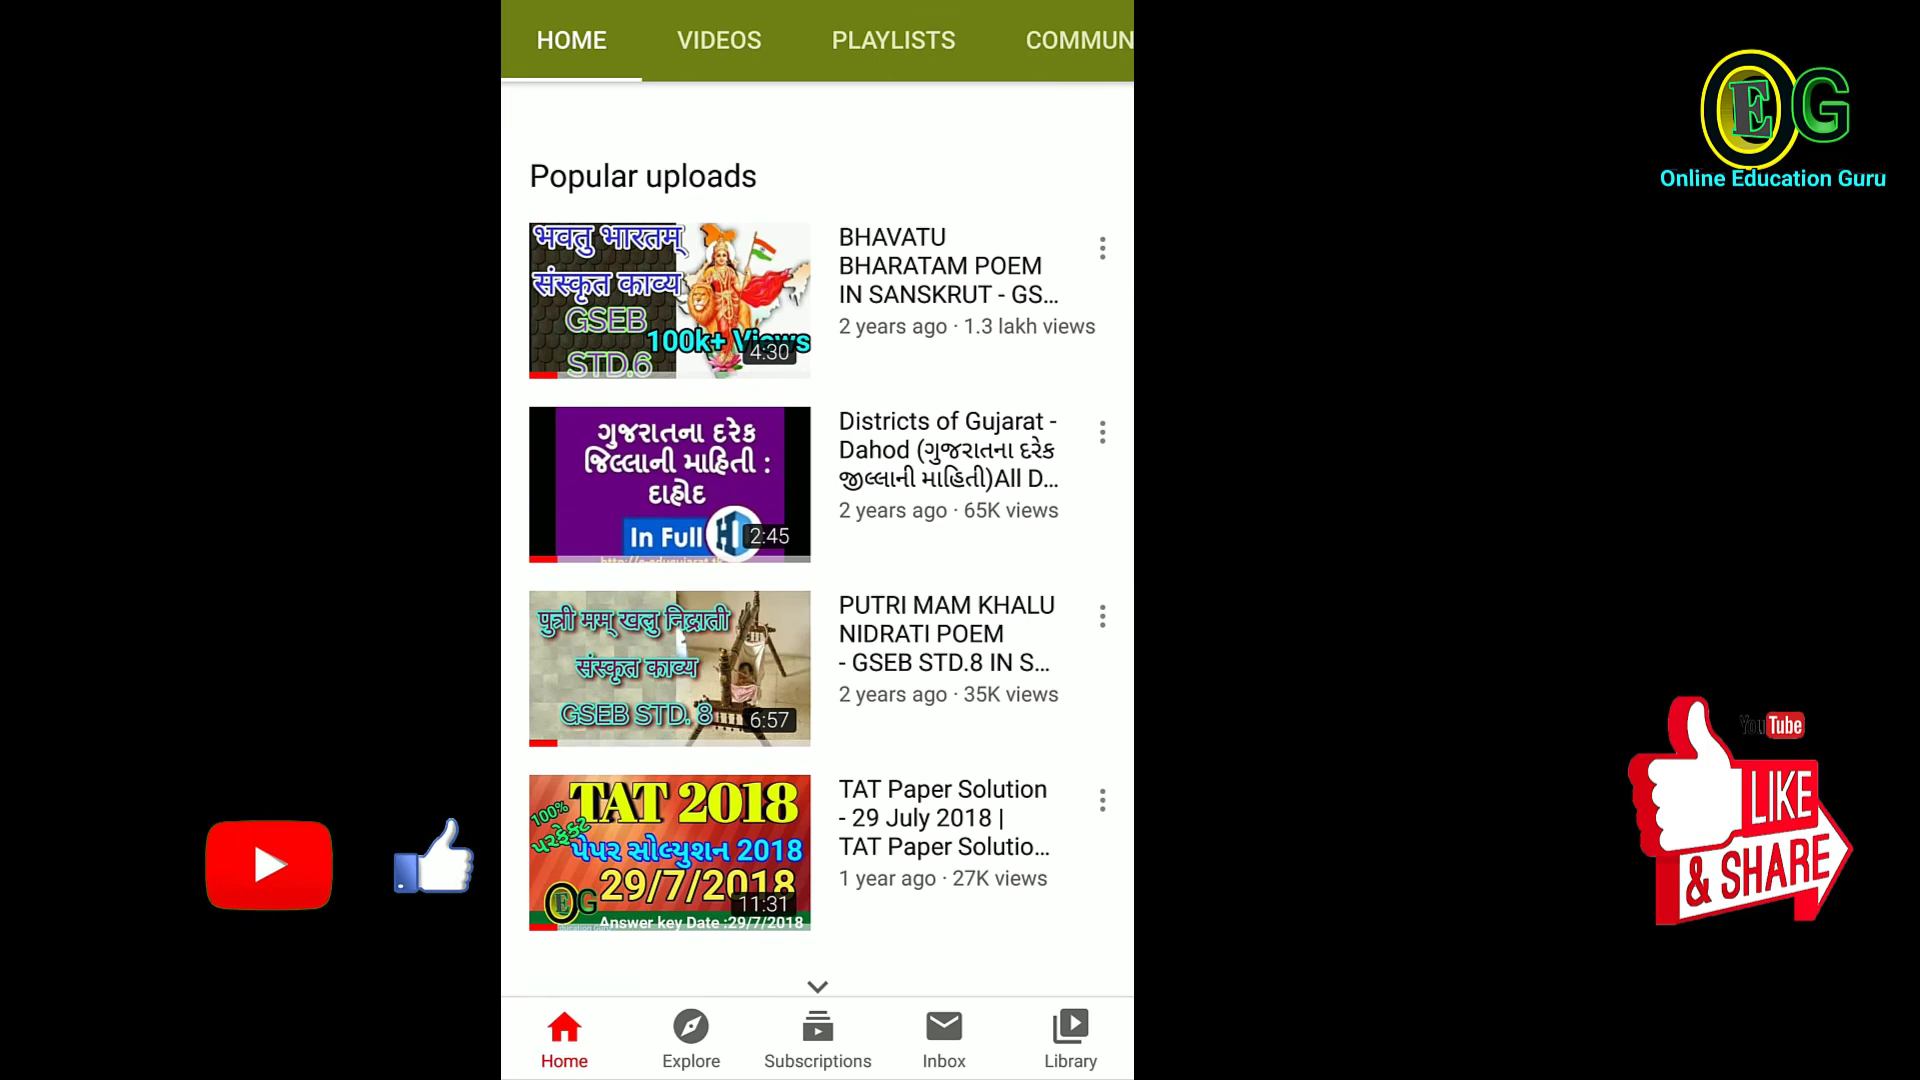 HOME VIDEOS PLAYLISTS COMMUN
OEG
Online Education Guru
Popular uploads
भवतु भारतम्
संस्कृत काव्य
GSEB
STD.6
100k+ Views
4:30
BHAVATU
BHARATAM POEM
IN SANSKRUT - GS...
2 years ago · 1.3 lakh views
ગુજરાતના દરેક
જિલ્લાની માહિતી :
દાહોદ
In Full HD
2:45
Districts of Gujarat -
Dahod (ગુજરાતના દરેક
જીલ્લાની માહિતી)All D...
2 years ago · 65K views
पुत्री मम् खलु निद्राती
संस्कृत काव्य
GSEB STD. 8
6:57
PUTRI MAM KHALU
NIDRATI POEM
- GSEB STD.8 IN S...
2 years ago · 35K views
TAT 2018
100%
પરફેક્ટ
પેપર સોલ્યુશન 2018
29/7/2018
OEG
11:31
Answer key Date :29/7/2018
TAT Paper Solution
- 29 July 2018 |
TAT Paper Solutio...
1 year ago · 27K views
YouTube
LIKE
& SHARE
Home Explore Subscriptions Inbox Library